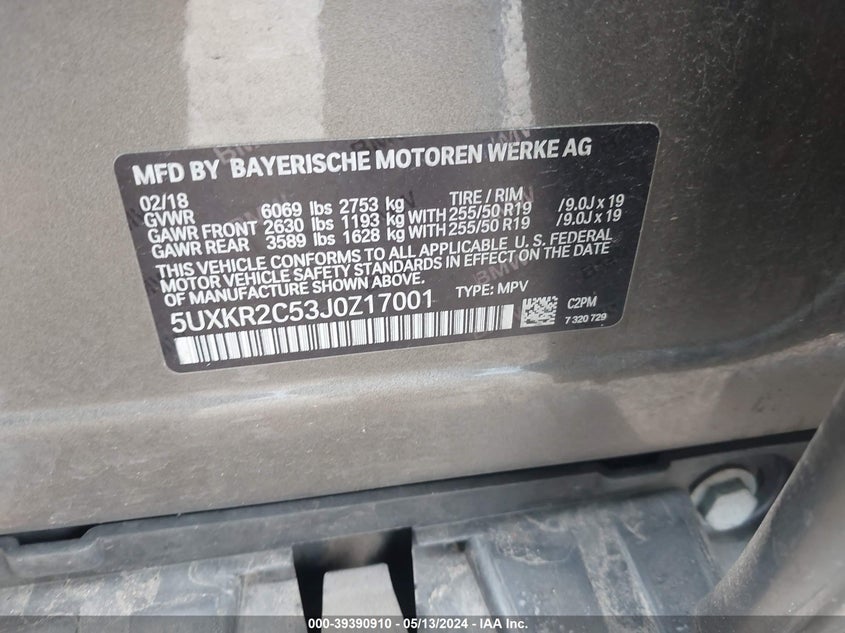 MFD BY BAYERISCHE MOTOREN WERKE AG
02/18 TIRE / RIM
GVWR 6069 lbs 2753 kg
GAWR FRONT 2630 lbs 1193 kg WITH 255/50 R19 /9.0J x 19
GAWR REAR 3589 lbs 1628 kg WITH 255/50 R19 /9.0J x 19
THIS VEHICLE CONFORMS TO ALL APPLICABLE U. S. FEDERAL
MOTOR VEHICLE SAFETY STANDARDS IN EFFECT ON THE DATE
OF MANUFACTURE SHOWN ABOVE.
5UXKR2C53J0Z17001 TYPE: MPV
C2PM
7 320 729
000-39390910 - 05/13/2024 - IAA Inc.